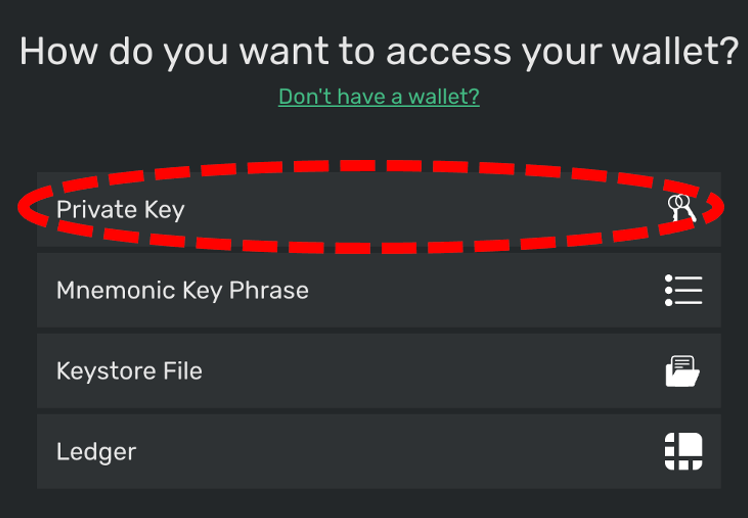 How do you want to access your wallet?
Don't have a wallet?
Private Key
Mnemonic Key Phrase
Keystore File
Ledger